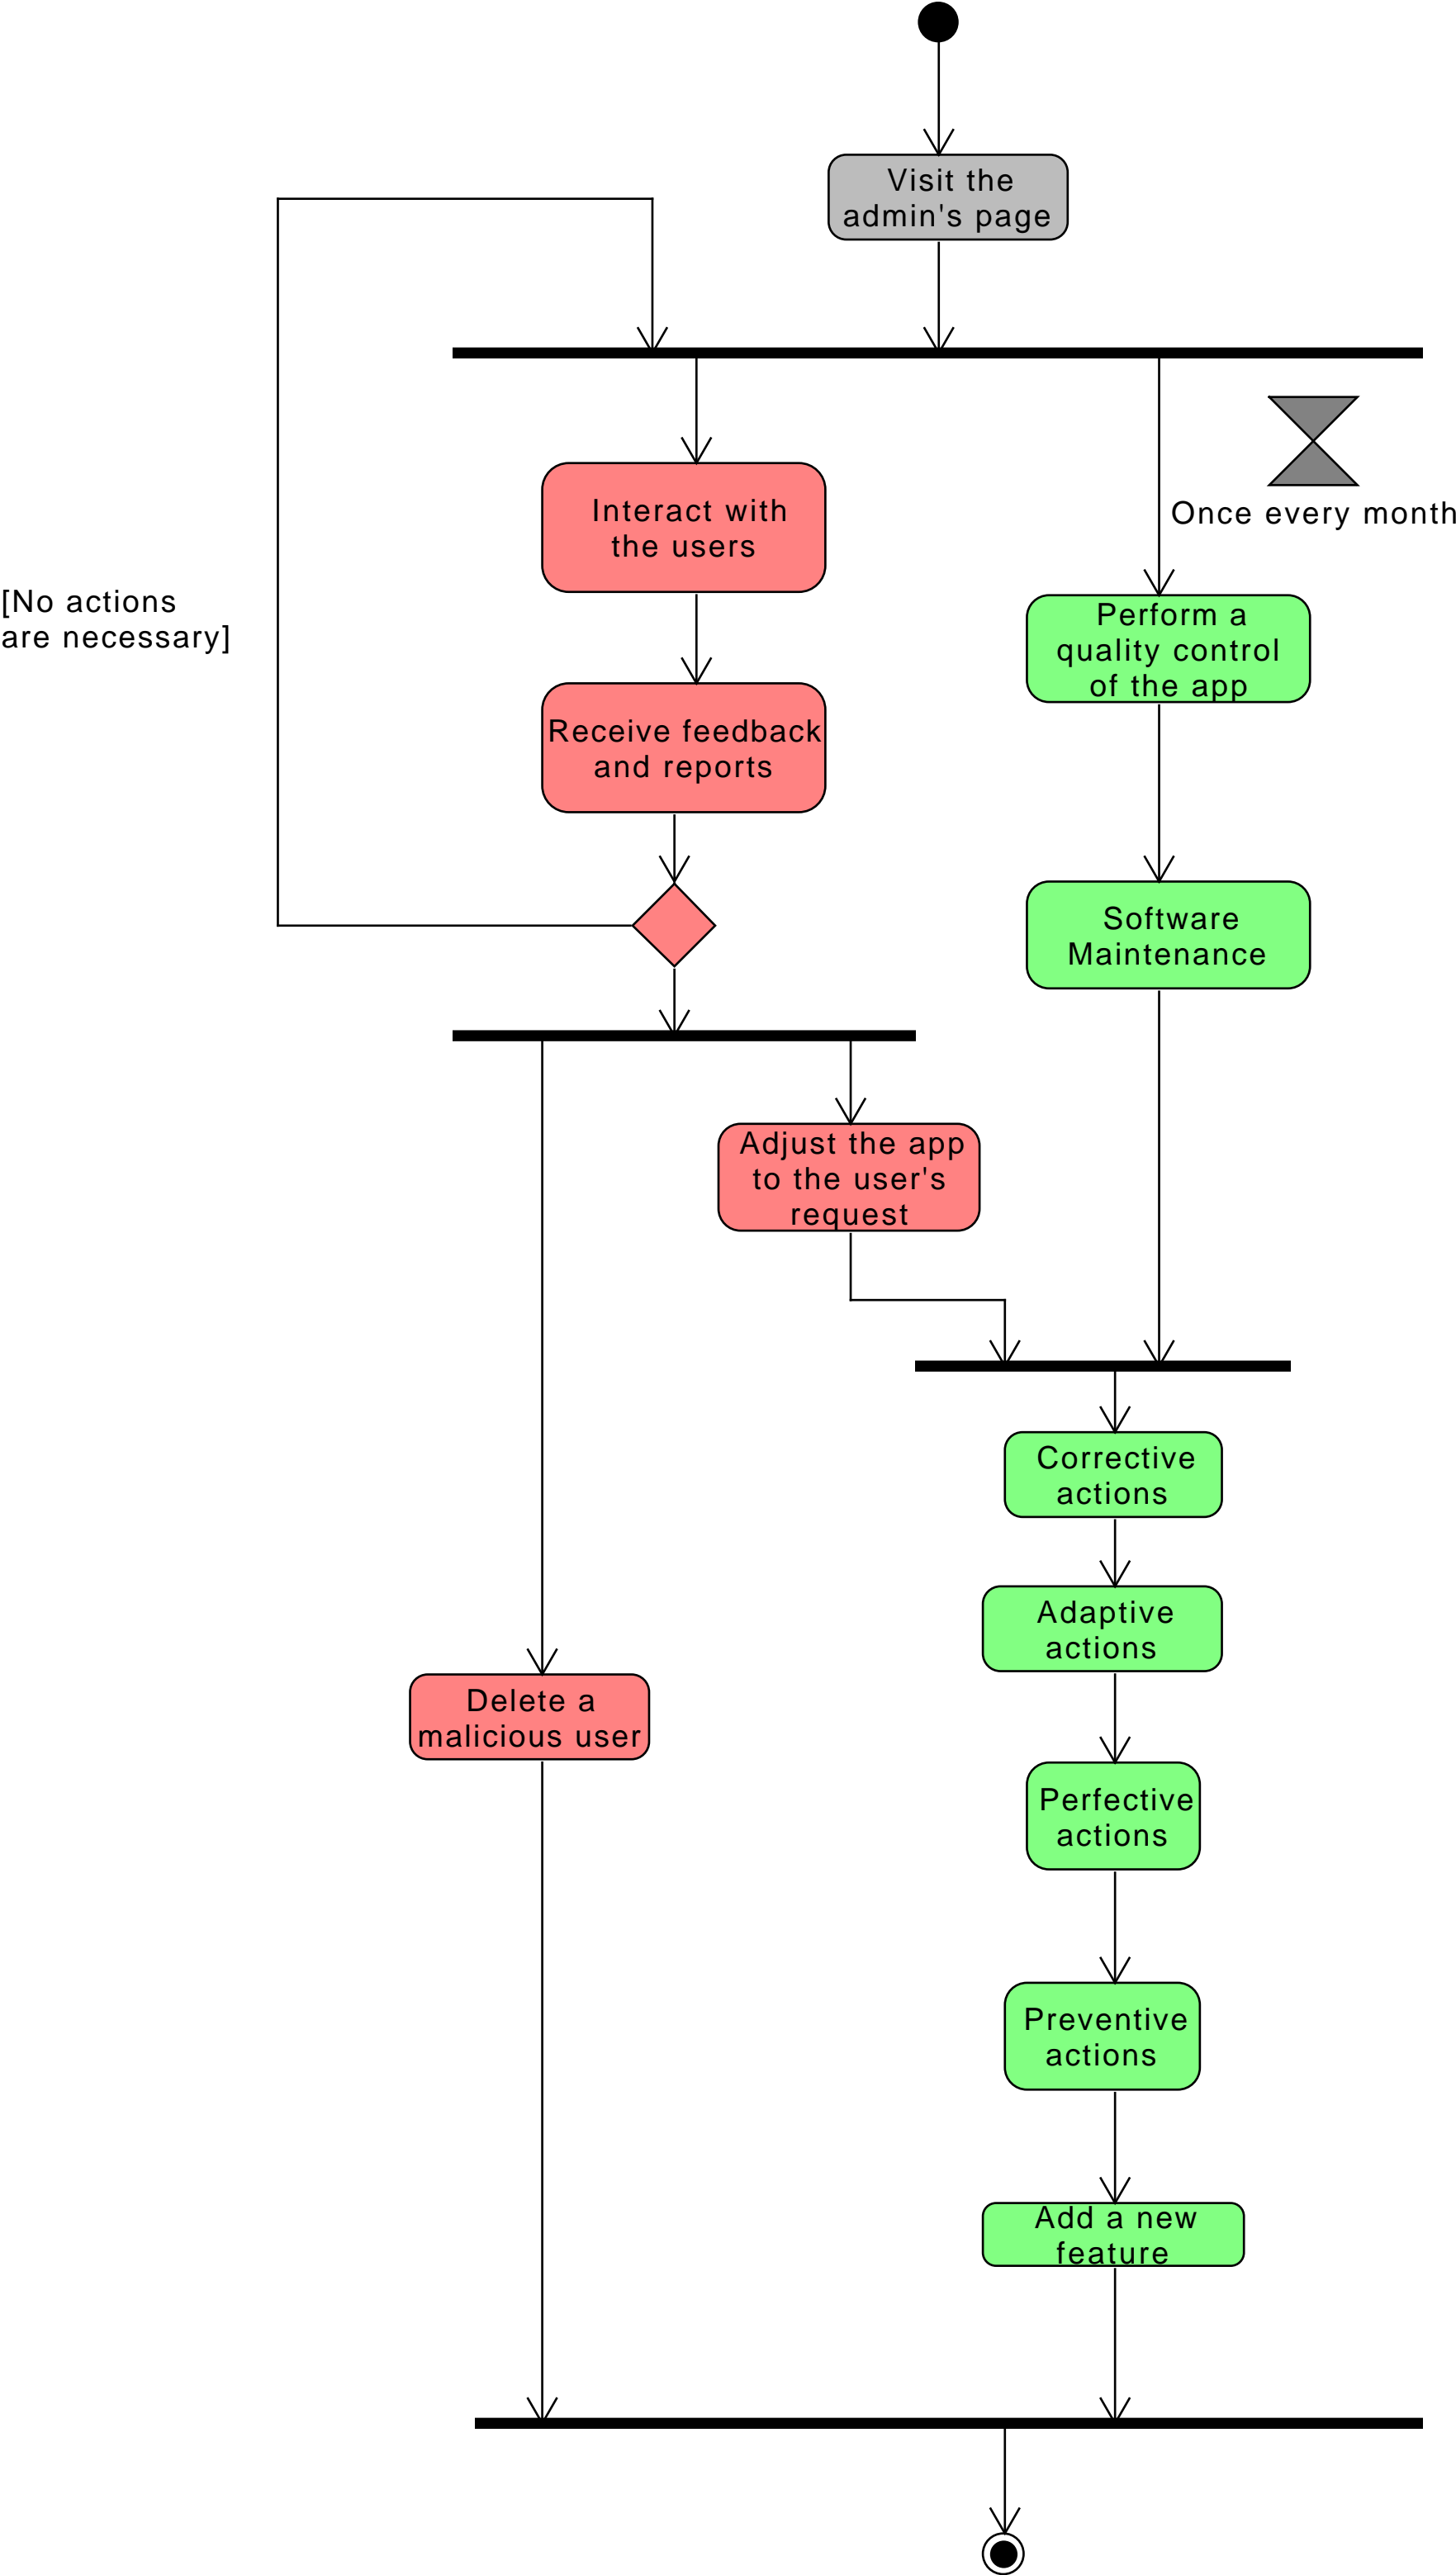 Visit the
admin's page
Once every month
Interact with
the users
[No actions
are necessary]
Perform a
quality control
of the app
Receive feedback
and reports
Software
Maintenance
Adjust the app
to the user's
request
Corrective
actions
Adaptive
actions
Delete a
malicious user
Perfective
actions
Preventive
actions
Add a new
feature